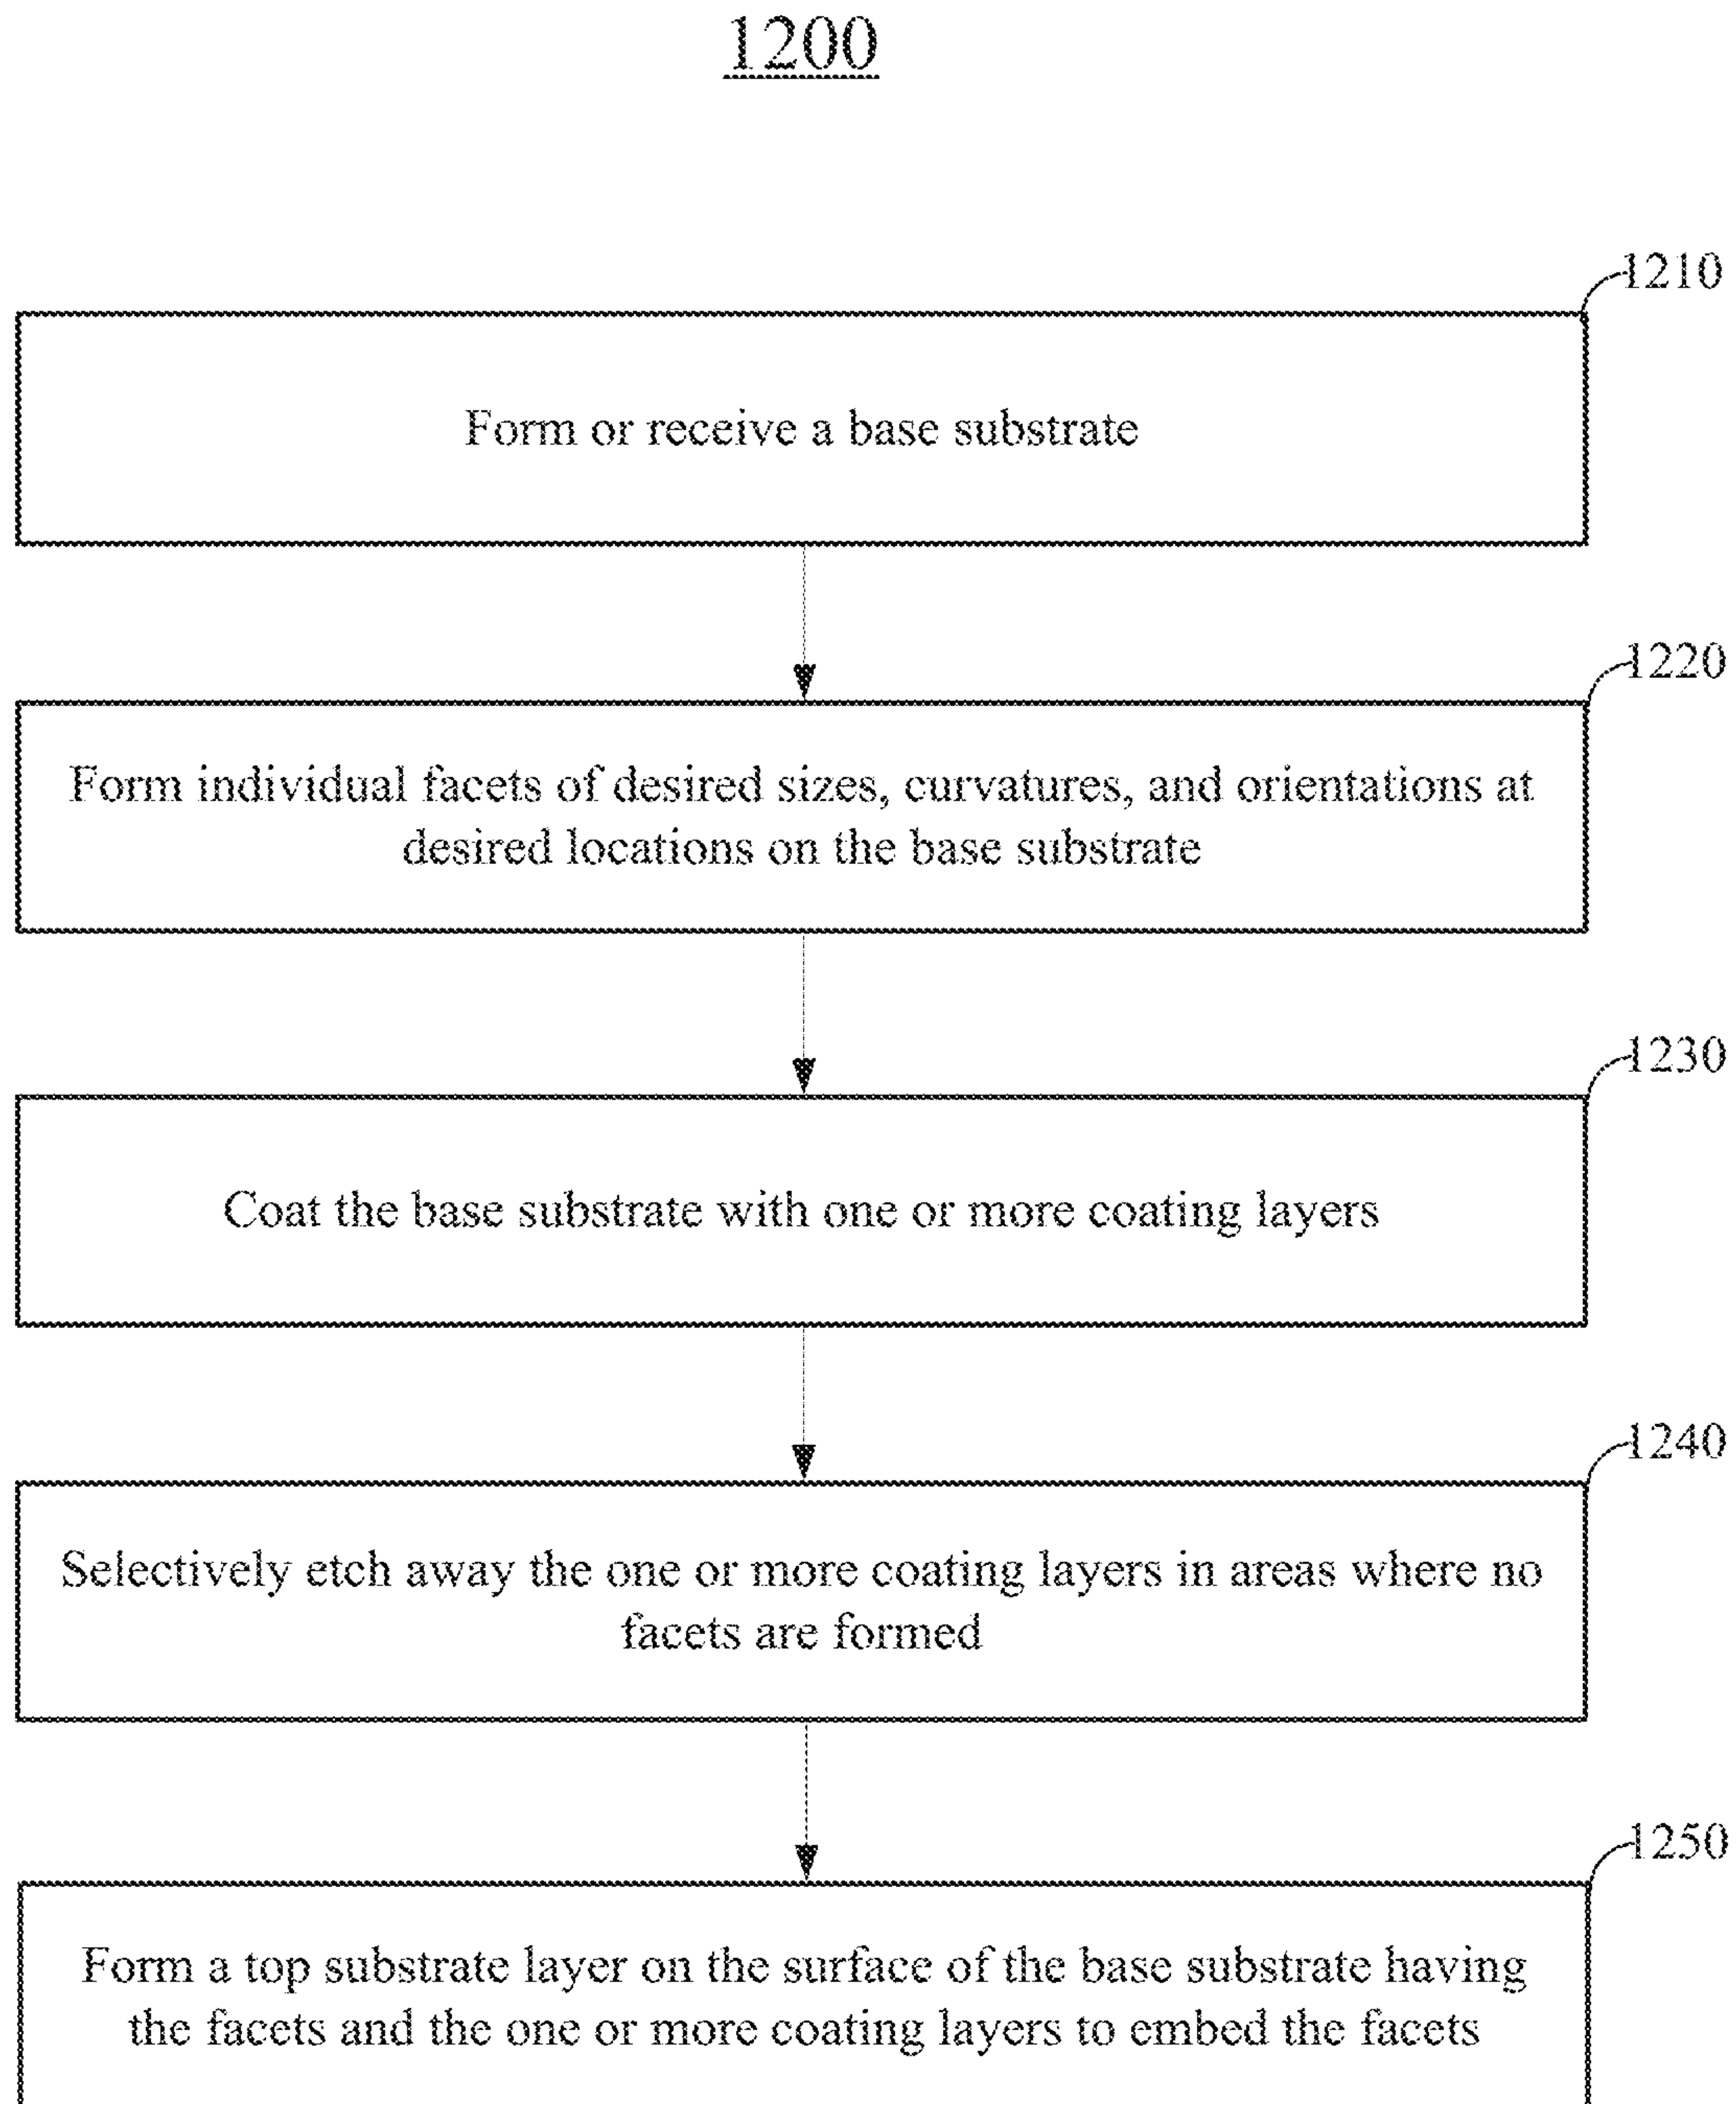 1200
1210
Form or receive a base substrate
1220
Form individual facets of desired sizes, curvatures, and orientations at
desired locations on the base substrate
1230
Coat the base substrate with one or more coating layers
1240
Selectively etch away the one or more coating layers in areas where no
facets are formed
1250
Form a top substrate layer on the surface of the base substrate having
the facets and the one or more coating layers to embed the facets